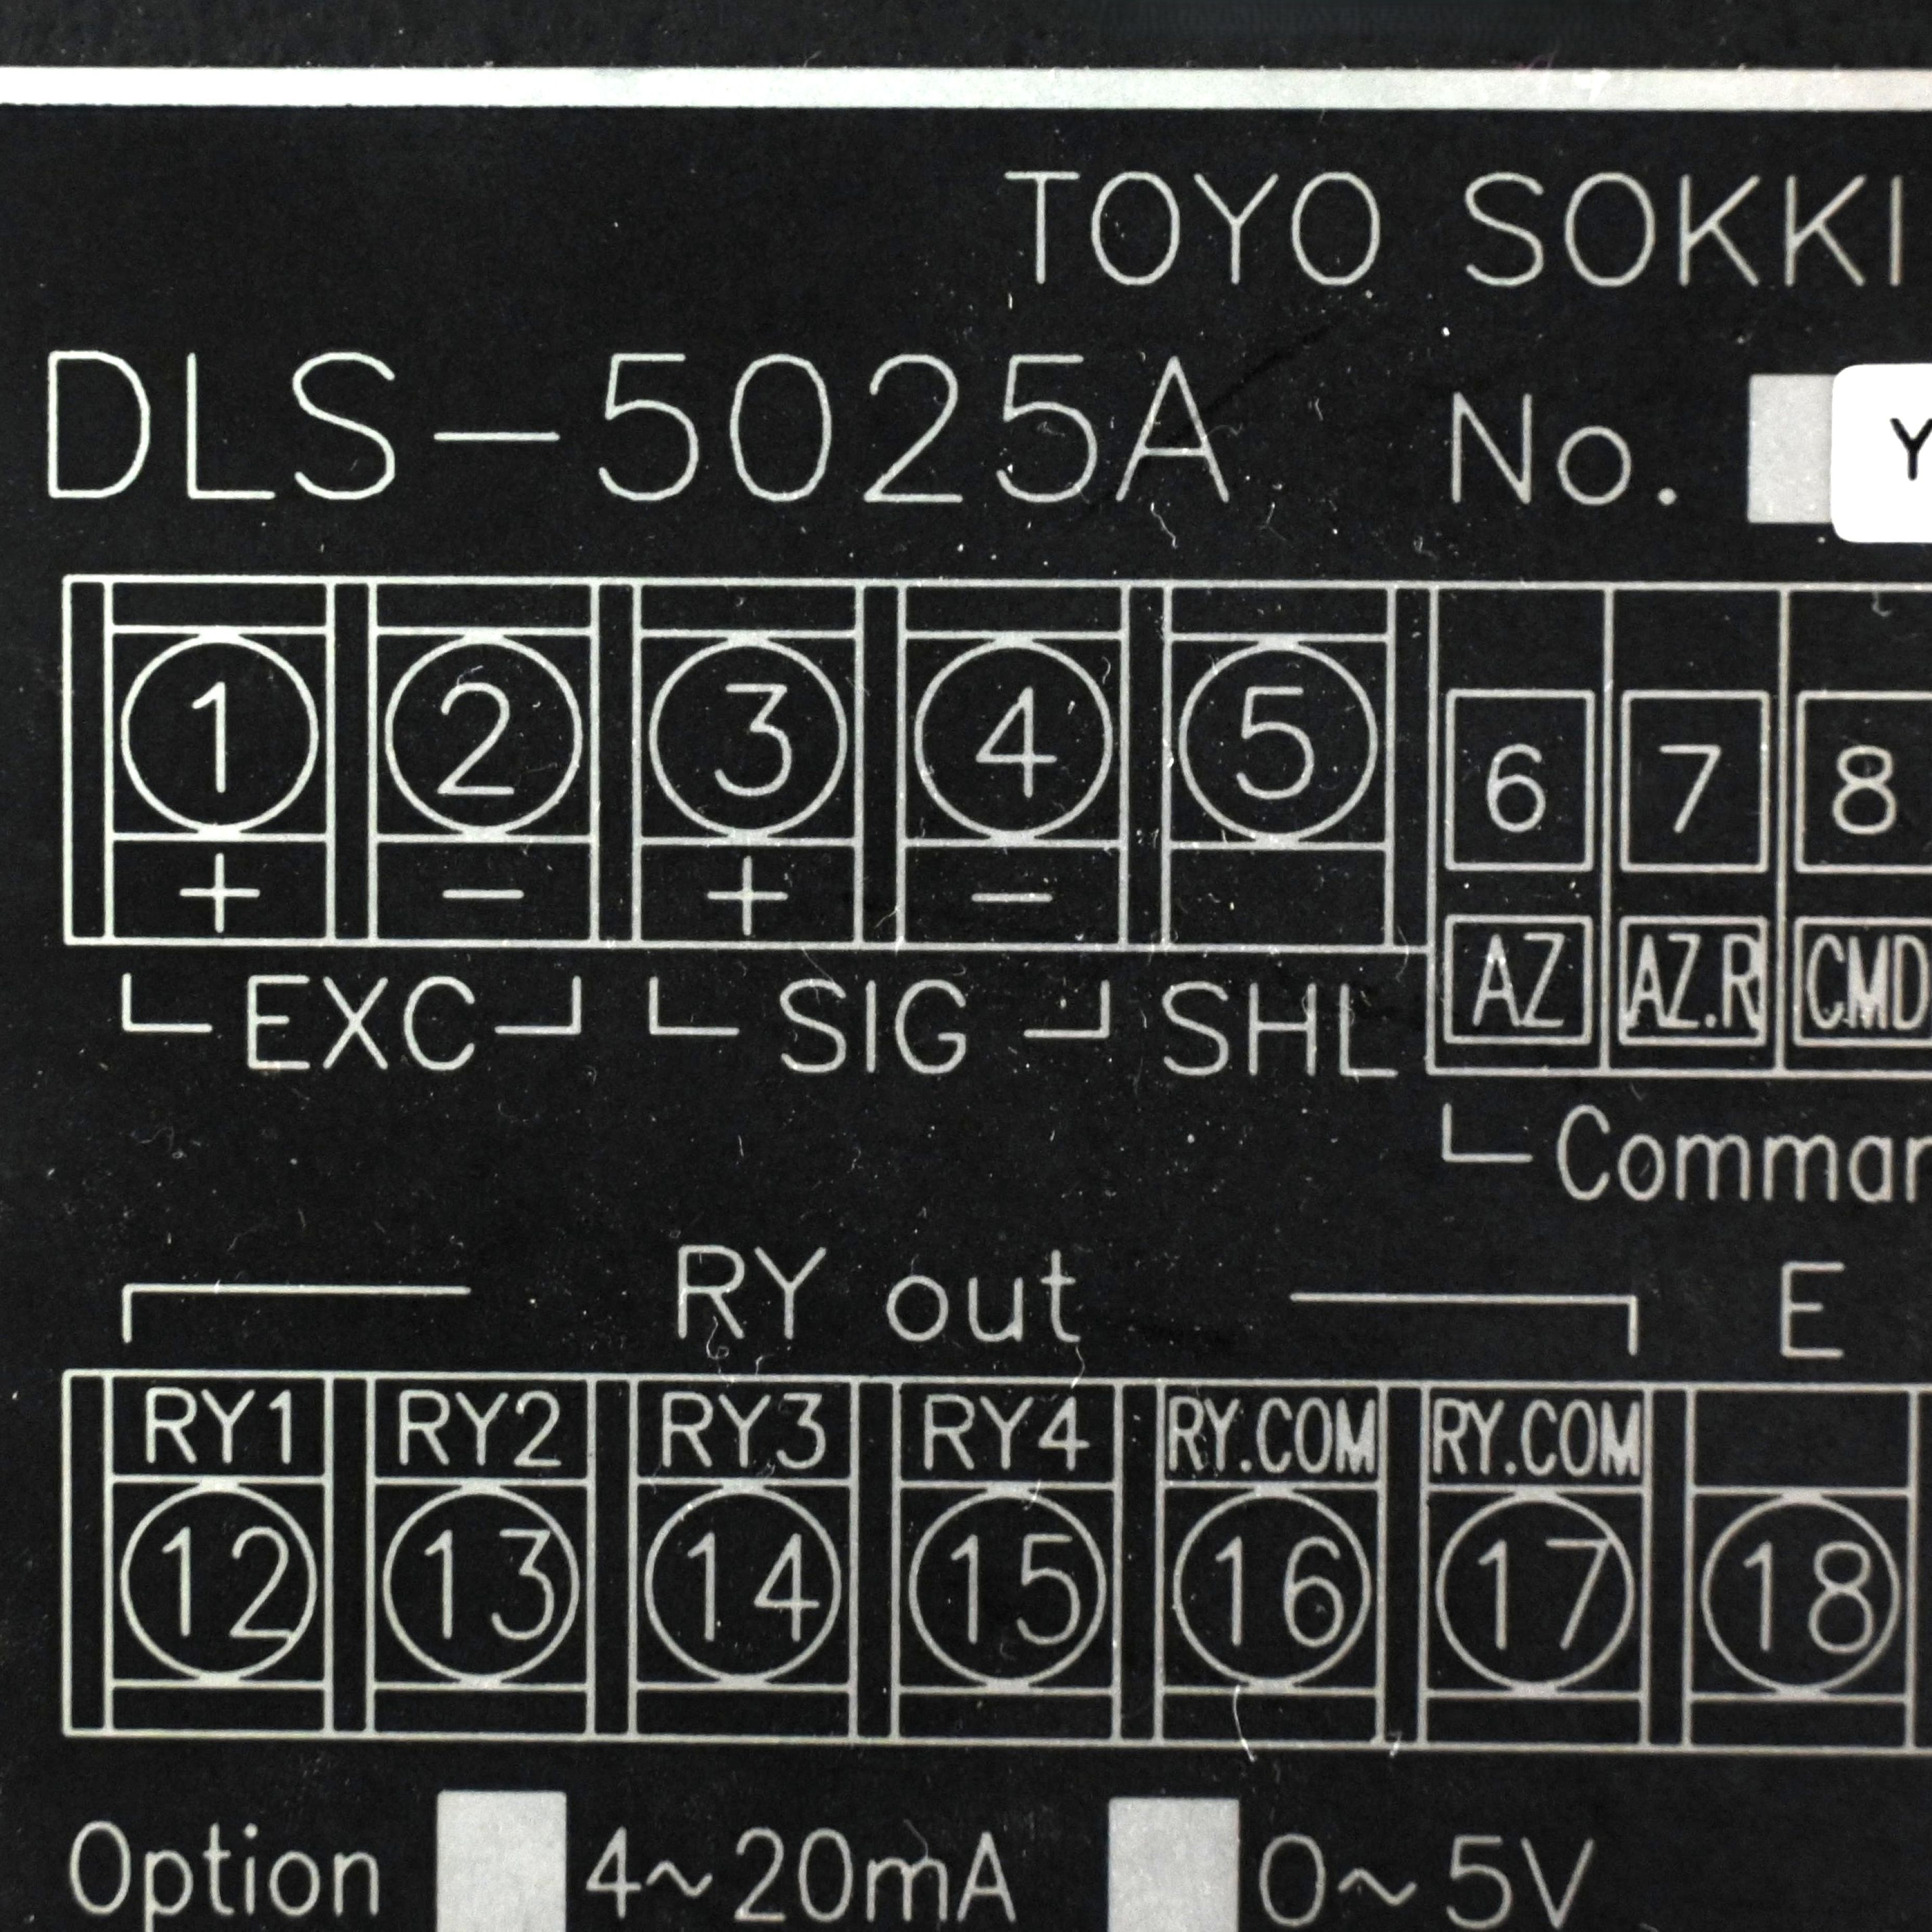 TOYO SOKKI
DLS-5025A No. Y
1 2 3 4 5 6 7 8
+ - + - AZ AZ.R CMD
EXC SIG SHL
Comman
RY out E
RY1 RY2 RY3 RY4 RY.COM RY.COM
12 13 14 15 16 17 18
Option 4~20mA 0~5V